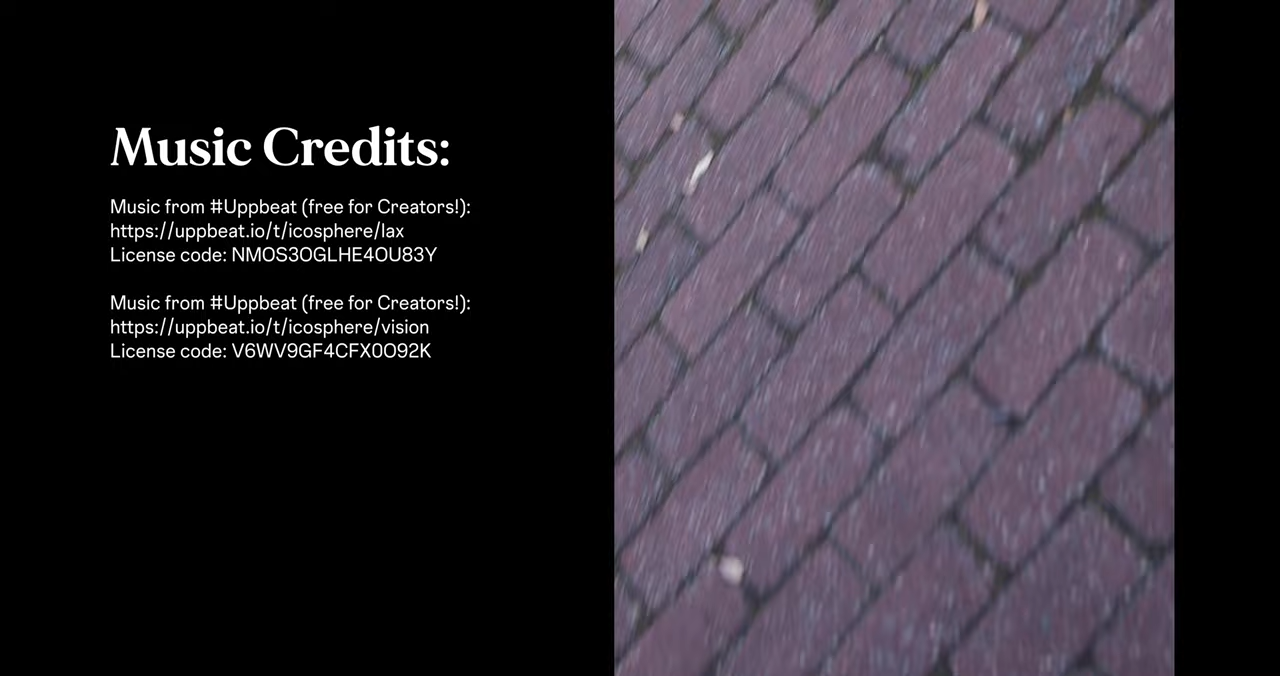 Music Credits:
Music from #Uppbeat (free for Creators!):
https://uppbeat.io/t/icosphere/lax
License code: NMOS3OGLHE4OU83Y
Music from #Uppbeat (free for Creators!):
https://uppbeat.io/t/icosphere/vision
License code: V6WV9GF4CFX0O92K